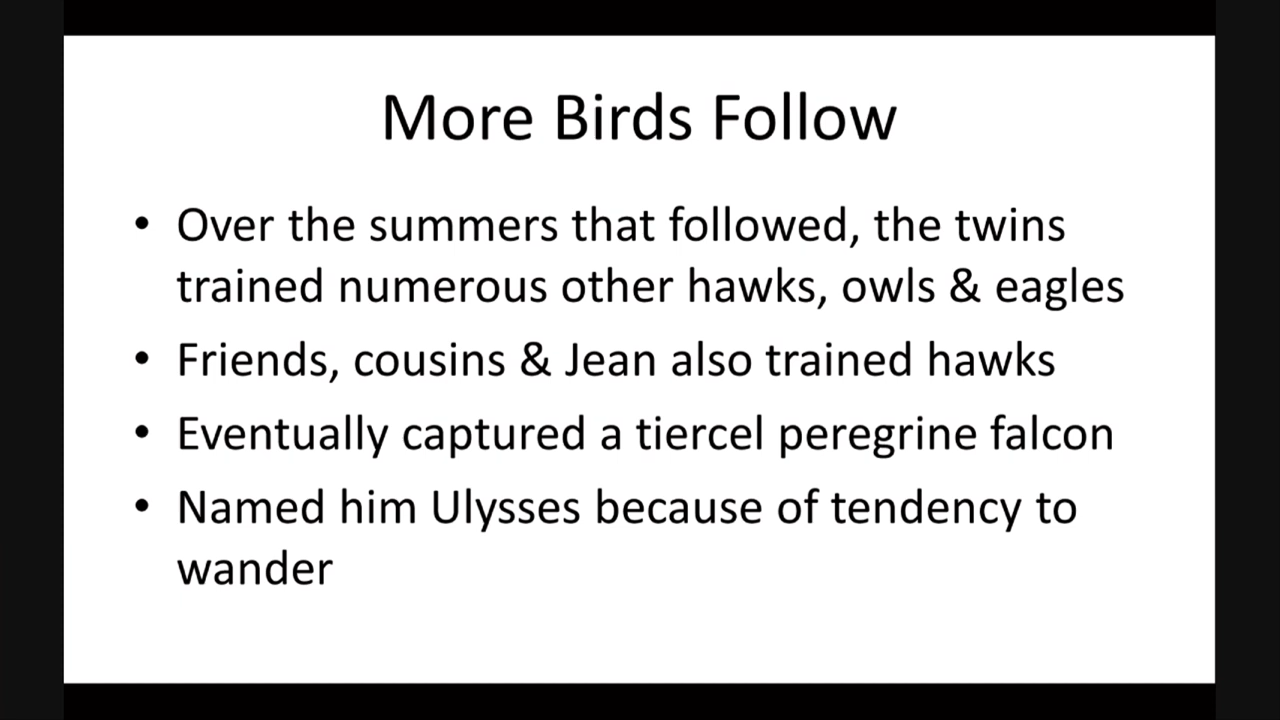 More Birds Follow
• Over the summers that followed, the twins
trained numerous other hawks, owls & eagles
• Friends, cousins & Jean also trained hawks
• Eventually captured a tiercel peregrine falcon
• Named him Ulysses because of tendency to
wander